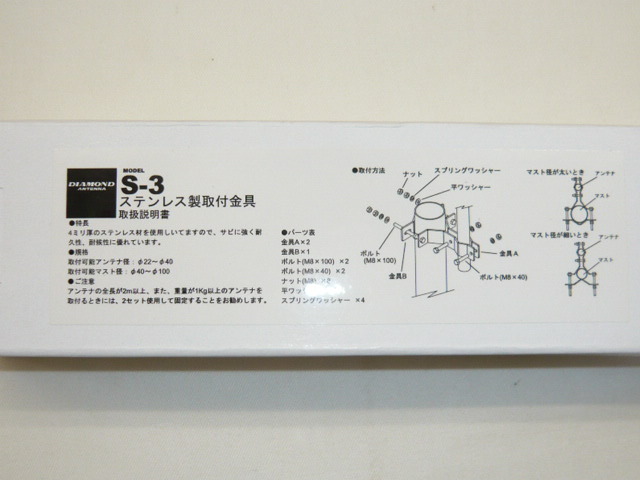 DIAMOND
ANTENNA
MODEL
S-3
ステンレス製取付金具
取扱説明書
●特長
4ミリ厚のステンレス材を使用しいてますので、サビに強く耐
久性、耐候性に優れています。
●規格
取付可能アンテナ径：φ22～φ40
取付可能マスト径：φ40～φ100
●ご注意
アンテナの全長が2m以上、また、重量が1Kg以上のアンテナを
取付るときには、2セット使用して固定することをお勧めします。
●パーツ表
金具A×2
金具B×1
ボルト(M8×100) ×2
ボルト(M8×40) ×2
ナット(M8)
平ワッ
スプリングワッシャー ×4
●取付方法
ナット
スプリングワッシャー
平ワッシャー
ボルト
(M8×100)
金具B
金具A
ボルト(M8×40)
マスト径が太いとき
アンテナ
マスト
マスト径が細いとき
アンテナ
マスト